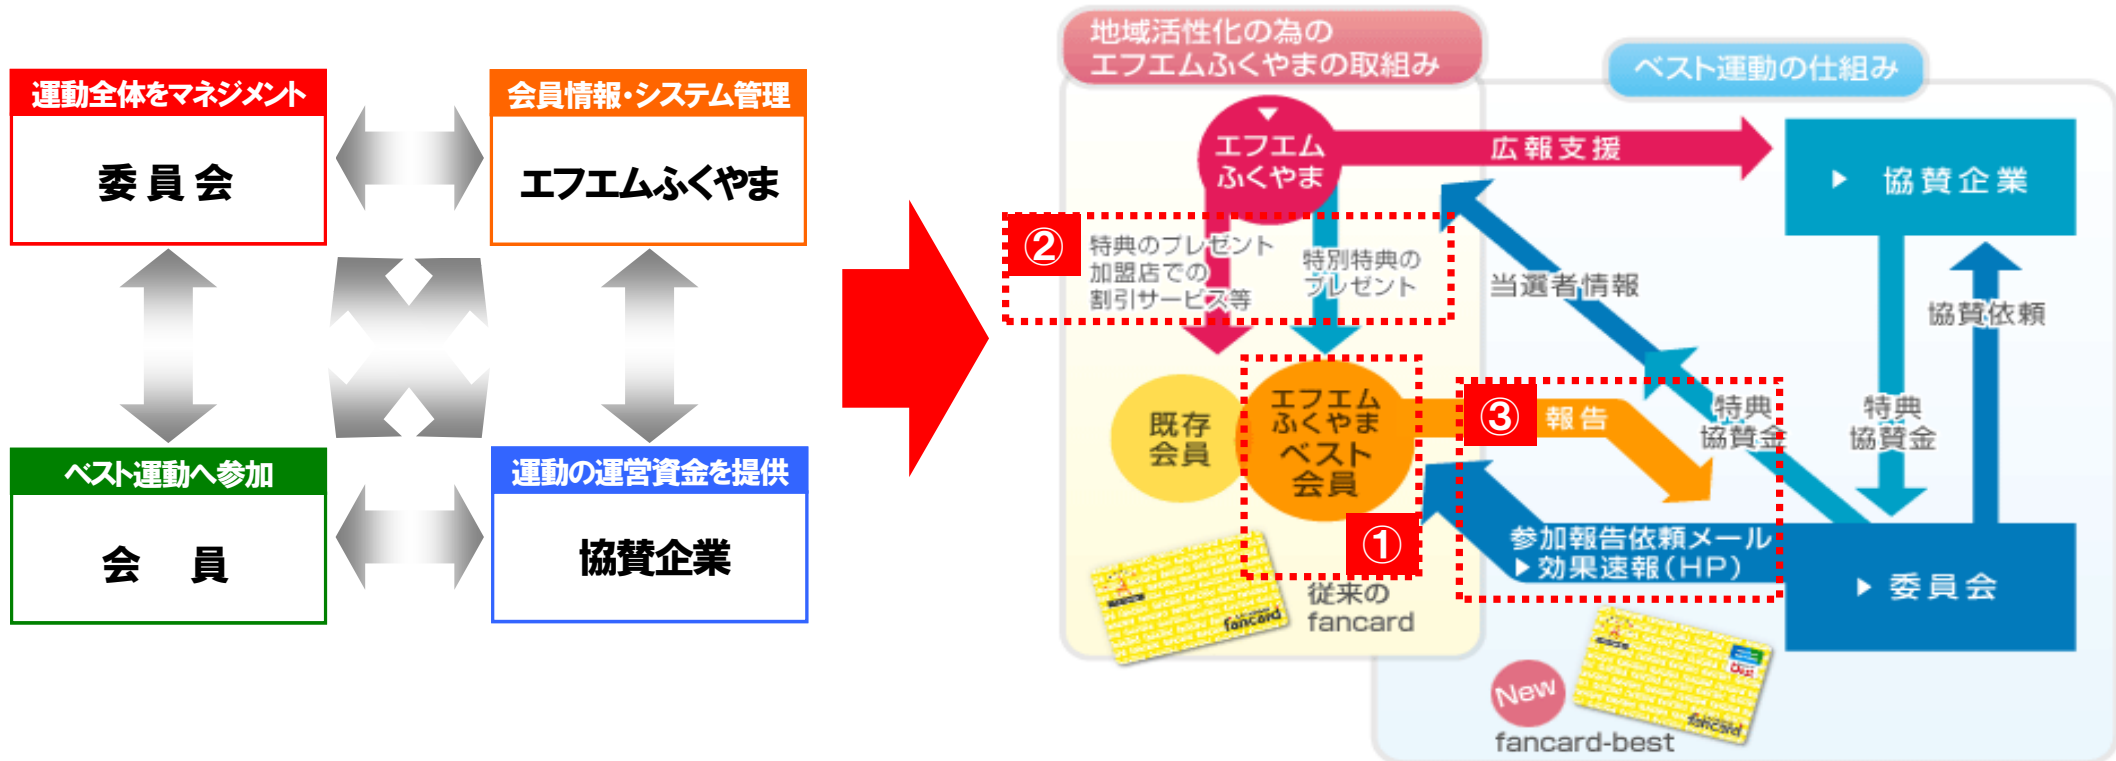 運動全体をマネジメント
委員会
会員情報・システム管理
エフエムふくやま
ベスト運動へ参加
会　員
運動の運営資金を提供
協賛企業
地域活性化の為の
エフエムふくやまの取組み
ベスト運動の仕組み
エフエム
ふくやま
広報支援
▶ 協賛企業
②
特典のプレゼント
加盟店での
割引サービス等
特別特典の
プレゼント
当選者情報
協賛依頼
既存
会員
エフエム
ふくやま
ベスト
会員
①
③
報告
特典
協賛金
特典
協賛金
参加報告依頼メール
▶効果速報(HP)
▶ 委員会
従来の
fancard
fancard
New
fancard-best
Best
fancard